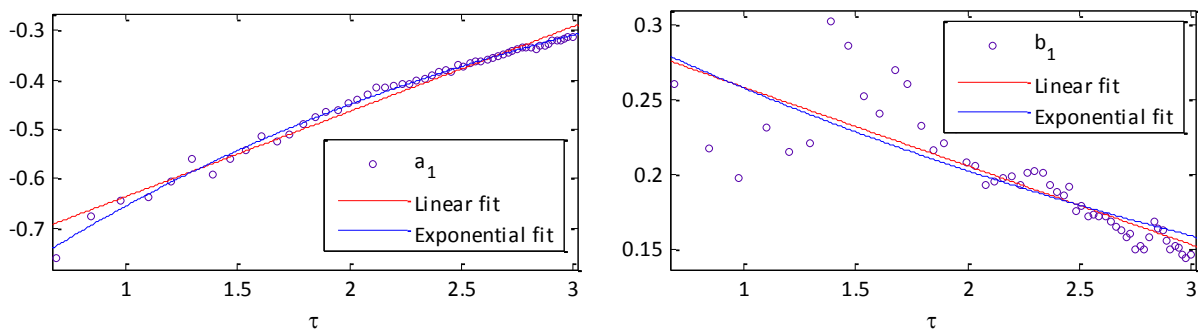 -0.3
-0.4
-0.5
-0.6
-0.7
1
1.5
2
2.5
3
τ
a1
Linear fit
Exponential fit
0.3
0.25
0.2
0.15
1
1.5
2
2.5
3
τ
b1
Linear fit
Exponential fit